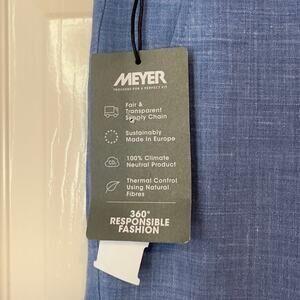 MEYER
TROUSERS FOR A PERFECT FIT
Fair &
Transparent
Supply Chain
Sustainably
Made In Europe
100% Climate
Neutral Product
Thermal Control
Using Natural
Fibres
360°
RESPONSIBLE
FASHION